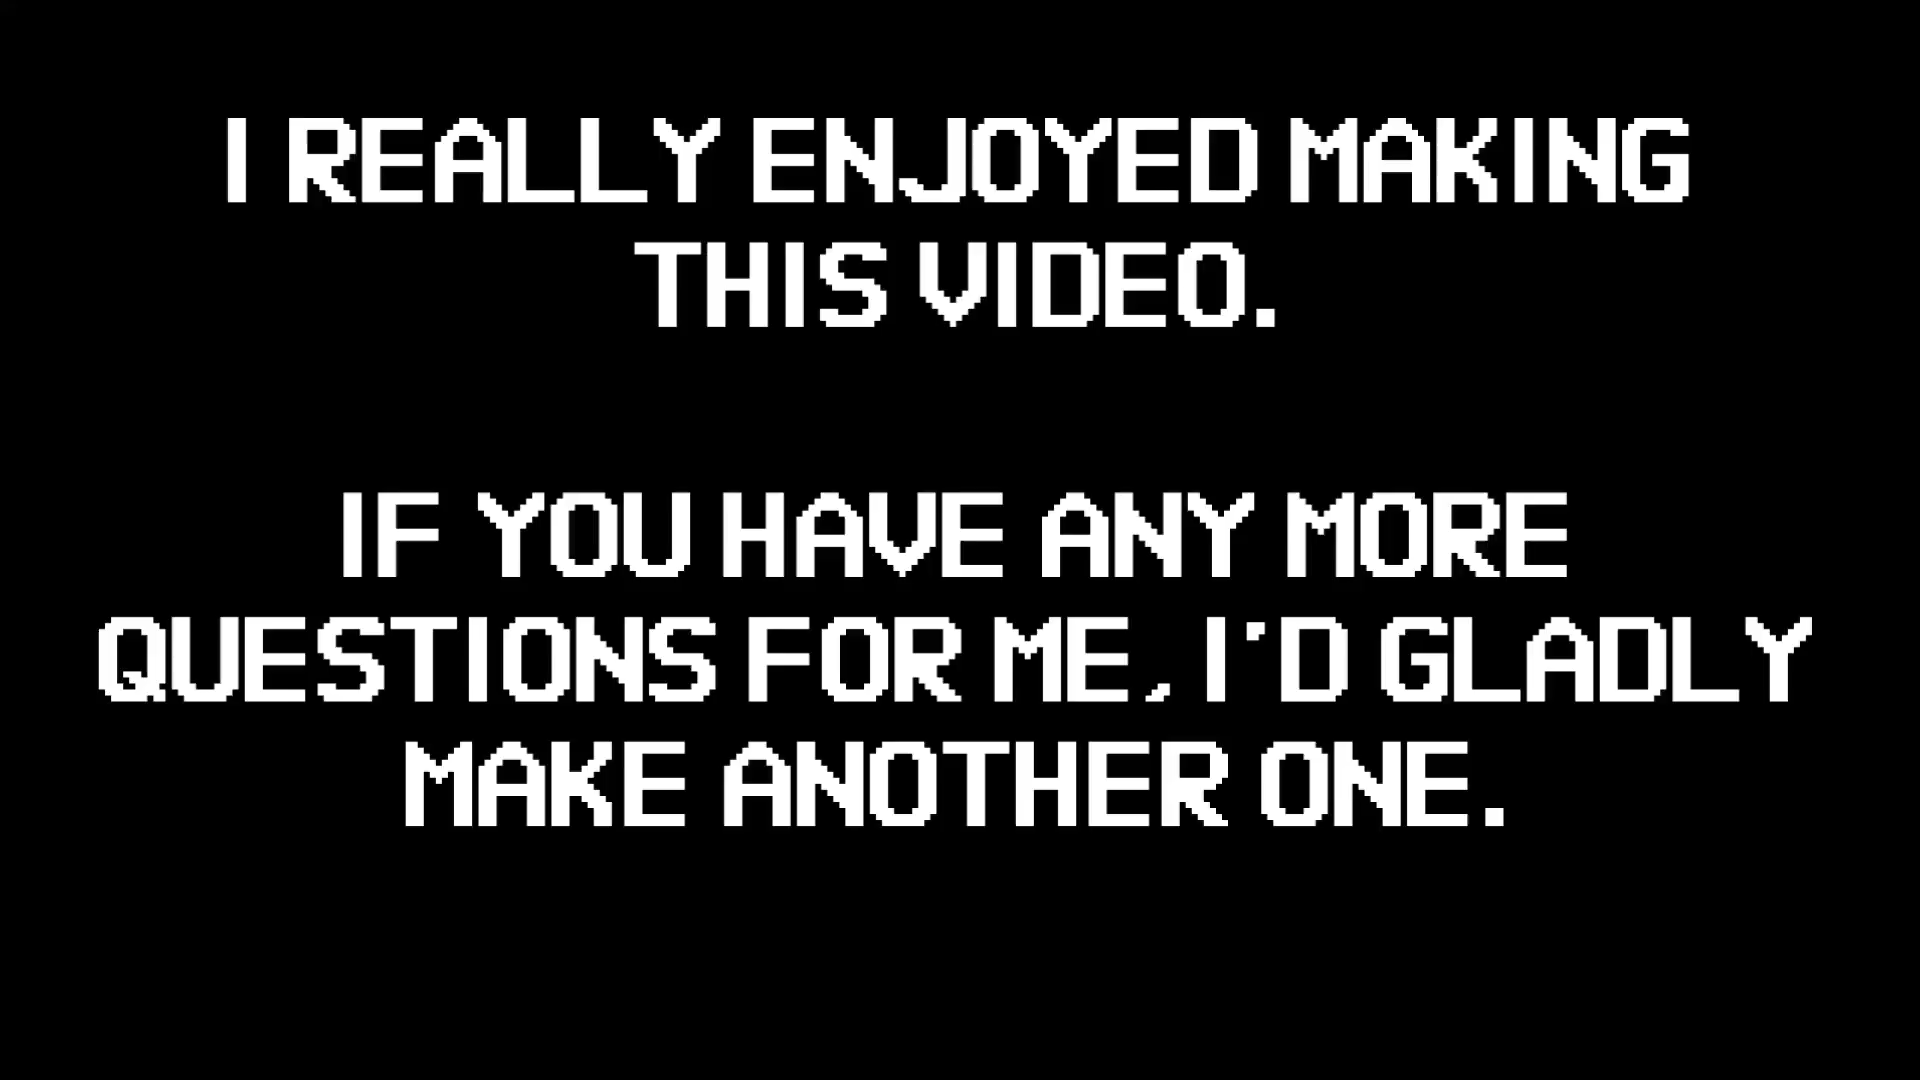 I REALLY ENJOYED MAKING
THIS VIDEO.
IF YOU HAVE ANY MORE
QUESTIONS FOR ME, I'D GLADLY
MAKE ANOTHER ONE.